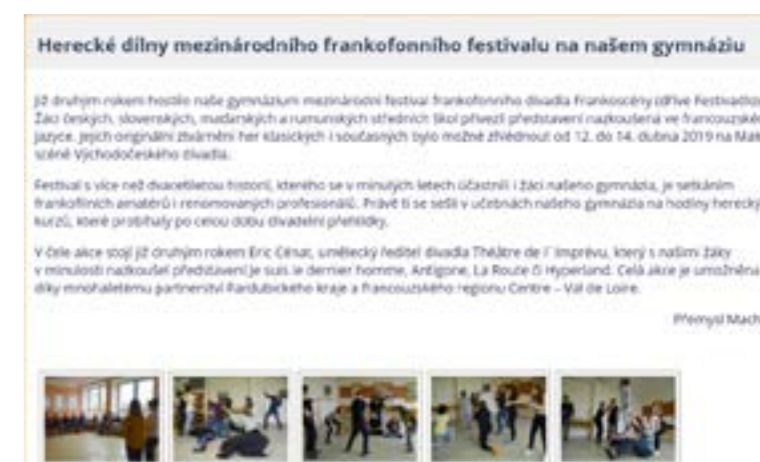 Herecké dílny mezinárodního frankofonního festivalu na našem gymnáziu
Již druhým rokem hostilo naše gymnázium mezinárodní festival frankofonního divadla Frankoscény (dříve
Žáci českých, slovenských, maďarských a rumunských středních škol přivezli představení nazkoušená ve
jazyce. Jejich originální ztvárnění her klasických i současných bylo možné zhlédnout od 12. do 14. dubna 2019 na
scéně Východočeského divadla.
Festival s více než dvacetiletou historií, kterého se v minulých letech účastnili i žáci našeho gymnázia, je setkáním
frankofilních amatérů i renomovaných profesionálů. Právě ti se sešli v učebnách našeho gymnázia na hodiny
kurzů, které probíhaly po celou dobu divadelní přehlídky.
V čele akce stojí již druhým rokem Eric Cénat, umělecký ředitel divadla Théâtre de l´Imprévu, který s našimi žáky
v minulosti nazkoušel představení Je suis le dernier homme, Antigone, La Route či Hyperland. Celá akce je umožněna
díky mnohaletému partnerství Pardubického kraje a francouzského regionu Centre – Val de Loire.
Přemysl